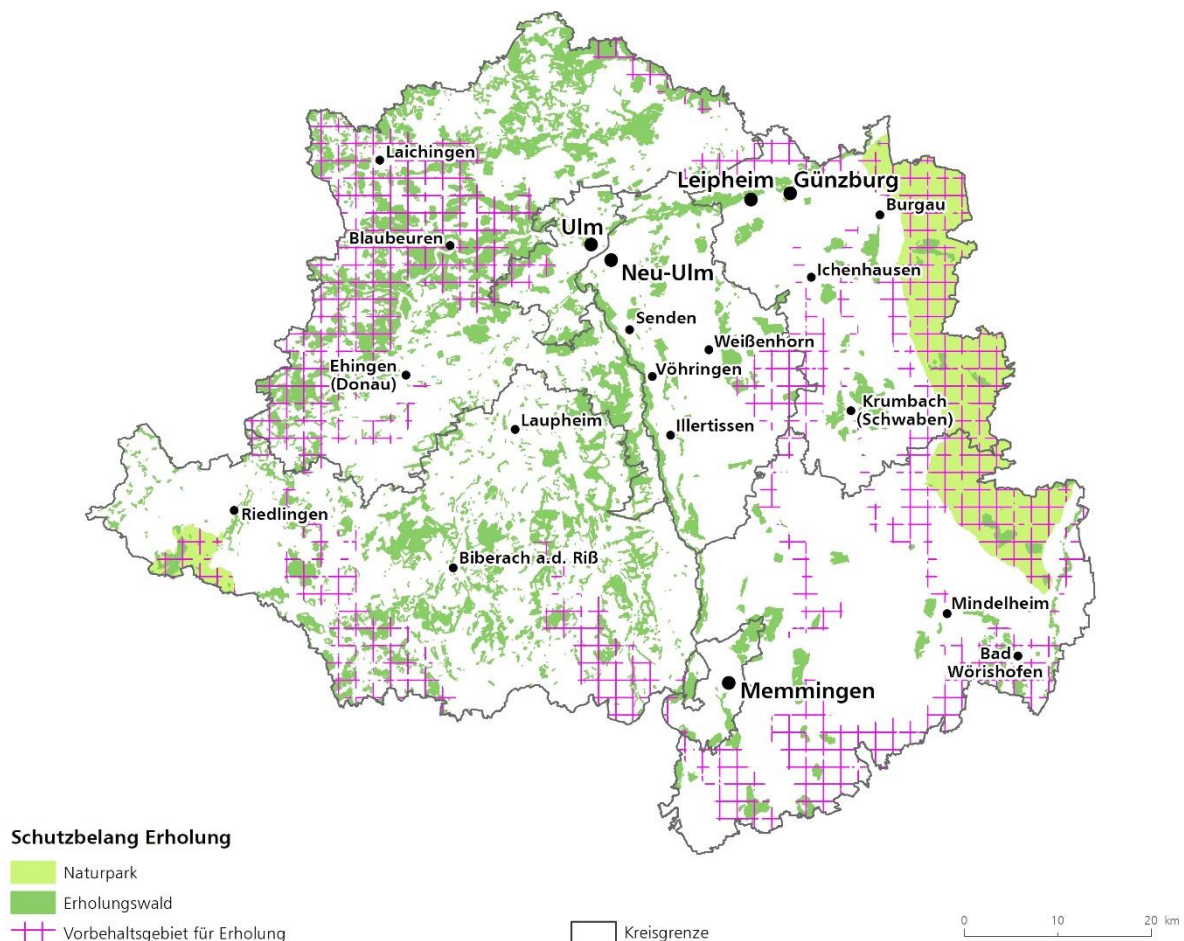 Laichingen
Leipheim
Günzburg
Burgau
Ulm
Blaubeuren
Neu-Ulm
Ichenhausen
Senden
Weißenhorn
Ehingen
(Donau)
Vöhringen
Krumbach
(Schwaben)
Laupheim
Illertissen
Riedlingen
Biberach a.d. Riß
Mindelheim
Bad
Wörishofen
Memmingen
Schutzbelang Erholung
Naturpark
Erholungswald
Vorbehaltsgebiet für Erholung
Kreisgrenze
0 10 20 km